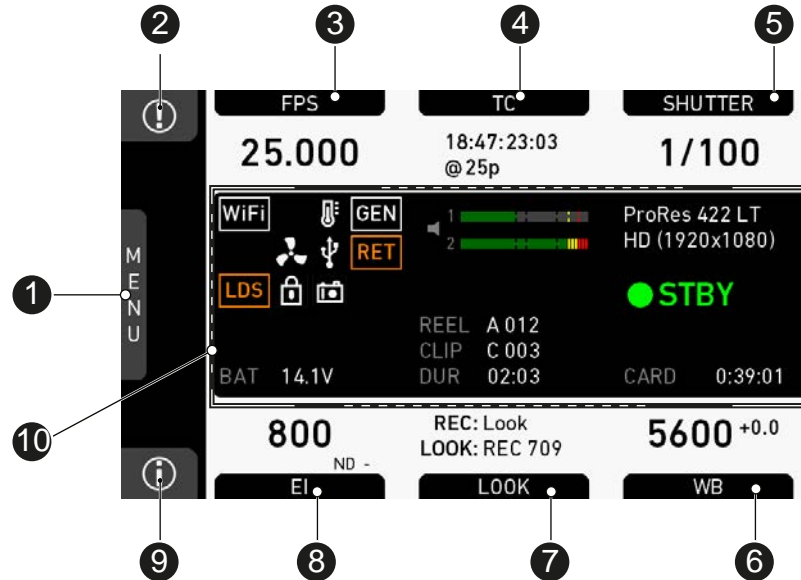 2 3 4 5
! FPS TC SHUTTER
25.000 18:47:23:03 1/100
@25p
WiFi GEN 1 ProRes 422 LT
RET 2 HD (1920x1080)
MENU
1
LDS STBY
REEL A 012
CLIP C 003
BAT 14.1V DUR 02:03 CARD 0:39:01
10
800 REC: Look 5600 +0.0
LOOK: REC 709
ND -
i EI LOOK WB
9 8 7 6